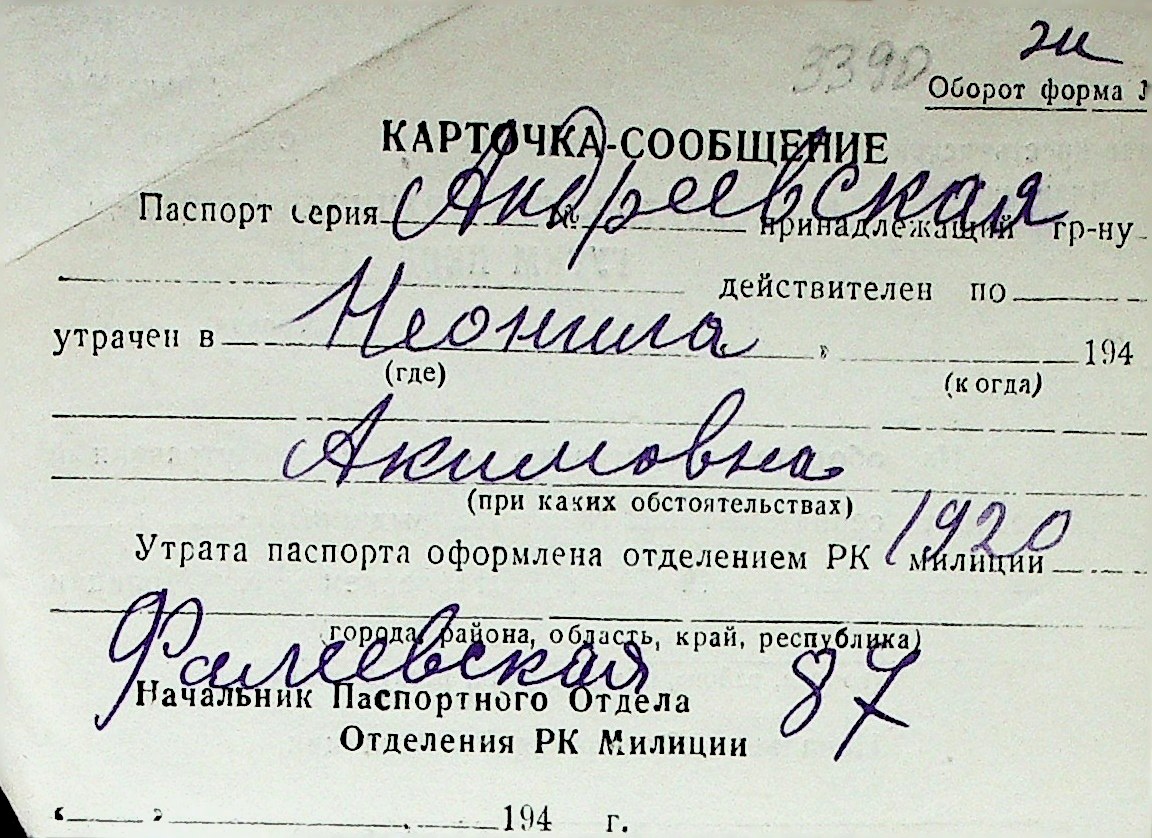 3390 ж
Оборот форма
КАРТОЧКА-СООБЩЕНИЕ
Андреевская
Паспорт серия № принадлежащий гр-ну
действителен по
Неонила
утрачен в " 194
(где) (когда)
Акимовна
(при каких обстоятельствах)
1920
Утрата паспорта оформлена отделением РК милиции
города, района, область, край, республика)
Фалеевская 87
Начальник Паспортного Отдела
Отделения РК Милиции
" " 194 г.